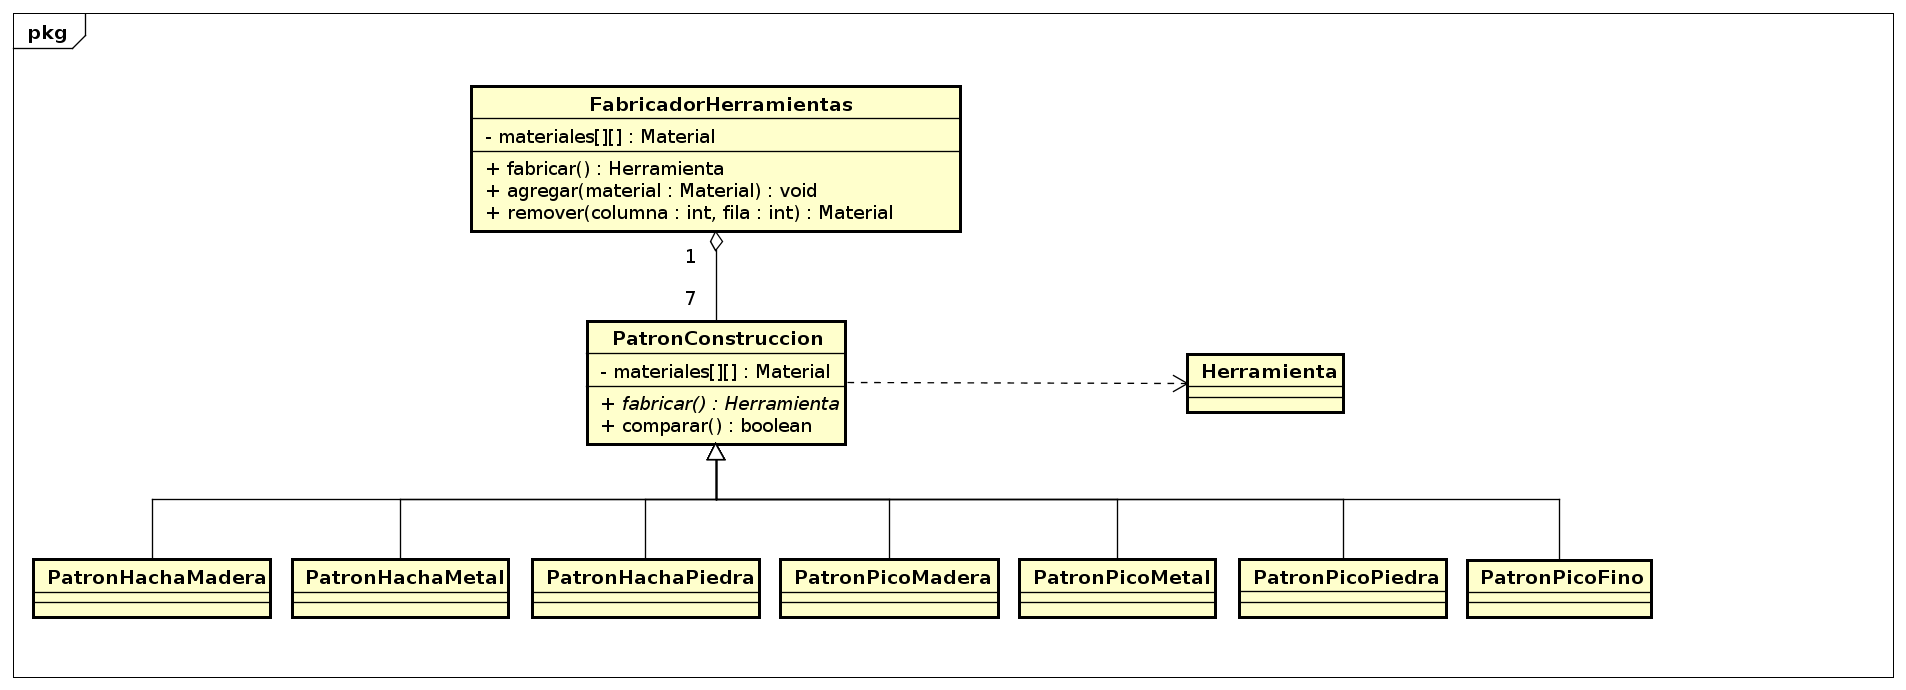 pkg
FabricadorHerramientas
- materiales[][] : Material
+ fabricar() : Herramienta
+ agregar(material : Material) : void
+ remover(columna : int, fila : int) : Material
1
7
PatronConstruccion
- materiales[][] : Material
+ fabricar() : Herramienta
+ comparar() : boolean
Herramienta
PatronHachaMadera
PatronHachaMetal
PatronHachaPiedra
PatronPicoMadera
PatronPicoMetal
PatronPicoPiedra
PatronPicoFino